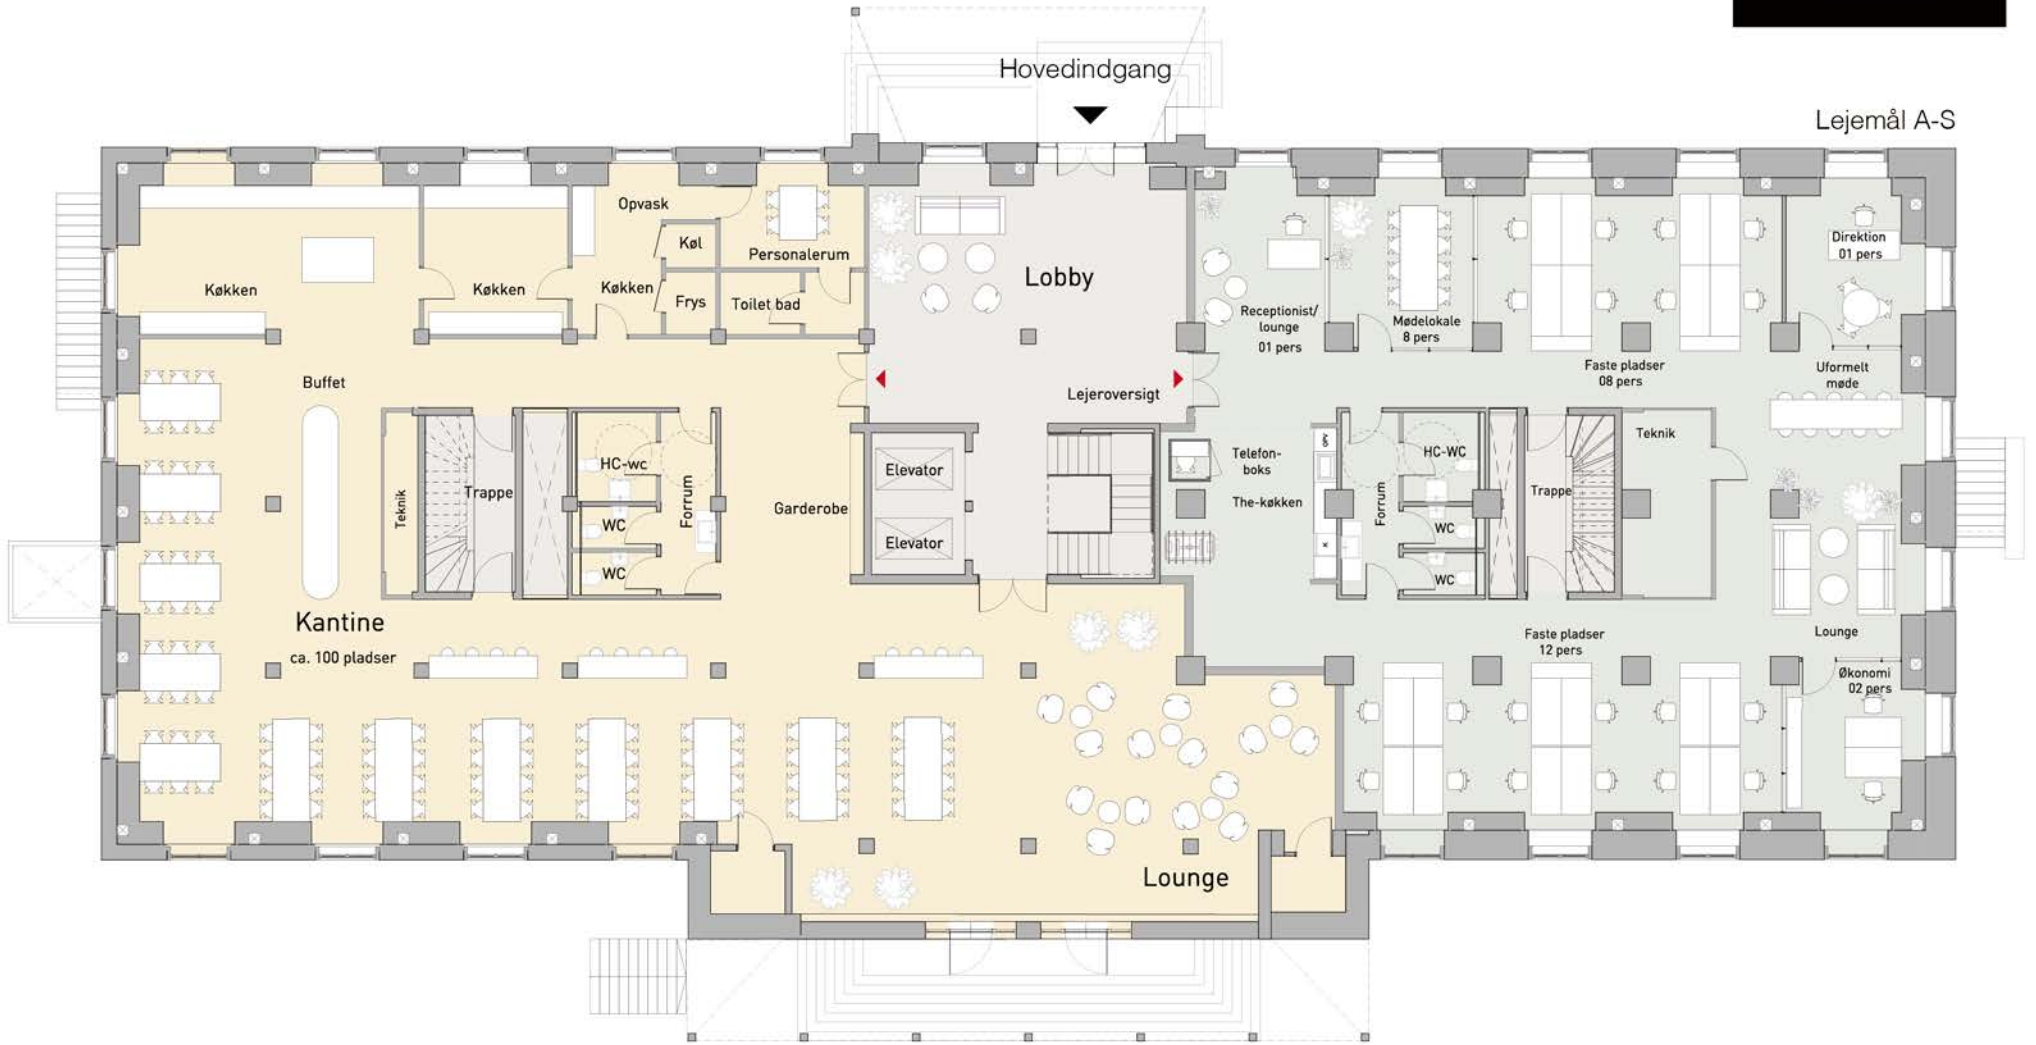 Hovedindgang
Lejemål A-S
Opvask
Køl
Personalerum
Køkken
Køkken
Køkken
Frys
Toilet bad
Lobby
Receptionist/
lounge
01 pers
Mødelokale
8 pers
Direktion
01 pers
Buffet
Lejeroversigt
Faste pladser
08 pers
Uformelt
møde
Teknik
Trappe
HC-wc
WC
WC
Forrum
Garderobe
Elevator
Elevator
Telefon-
boks
The-køkken
OPV
K
Forrum
HC-WC
WC
WC
Trappe
Teknik
Kantine
ca. 100 pladser
Faste pladser
12 pers
Lounge
Økonomi
02 pers
Lounge